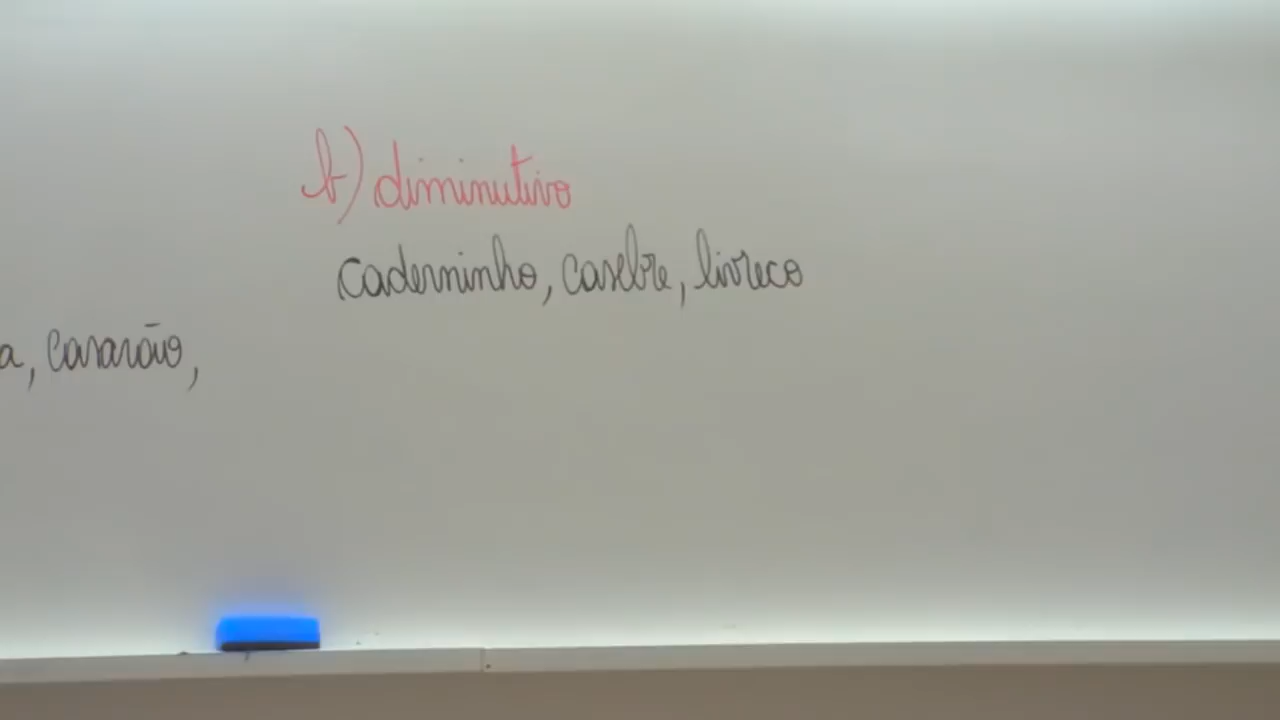 b) diminutivo
caderninho, casebre, livreco
a, casarão,